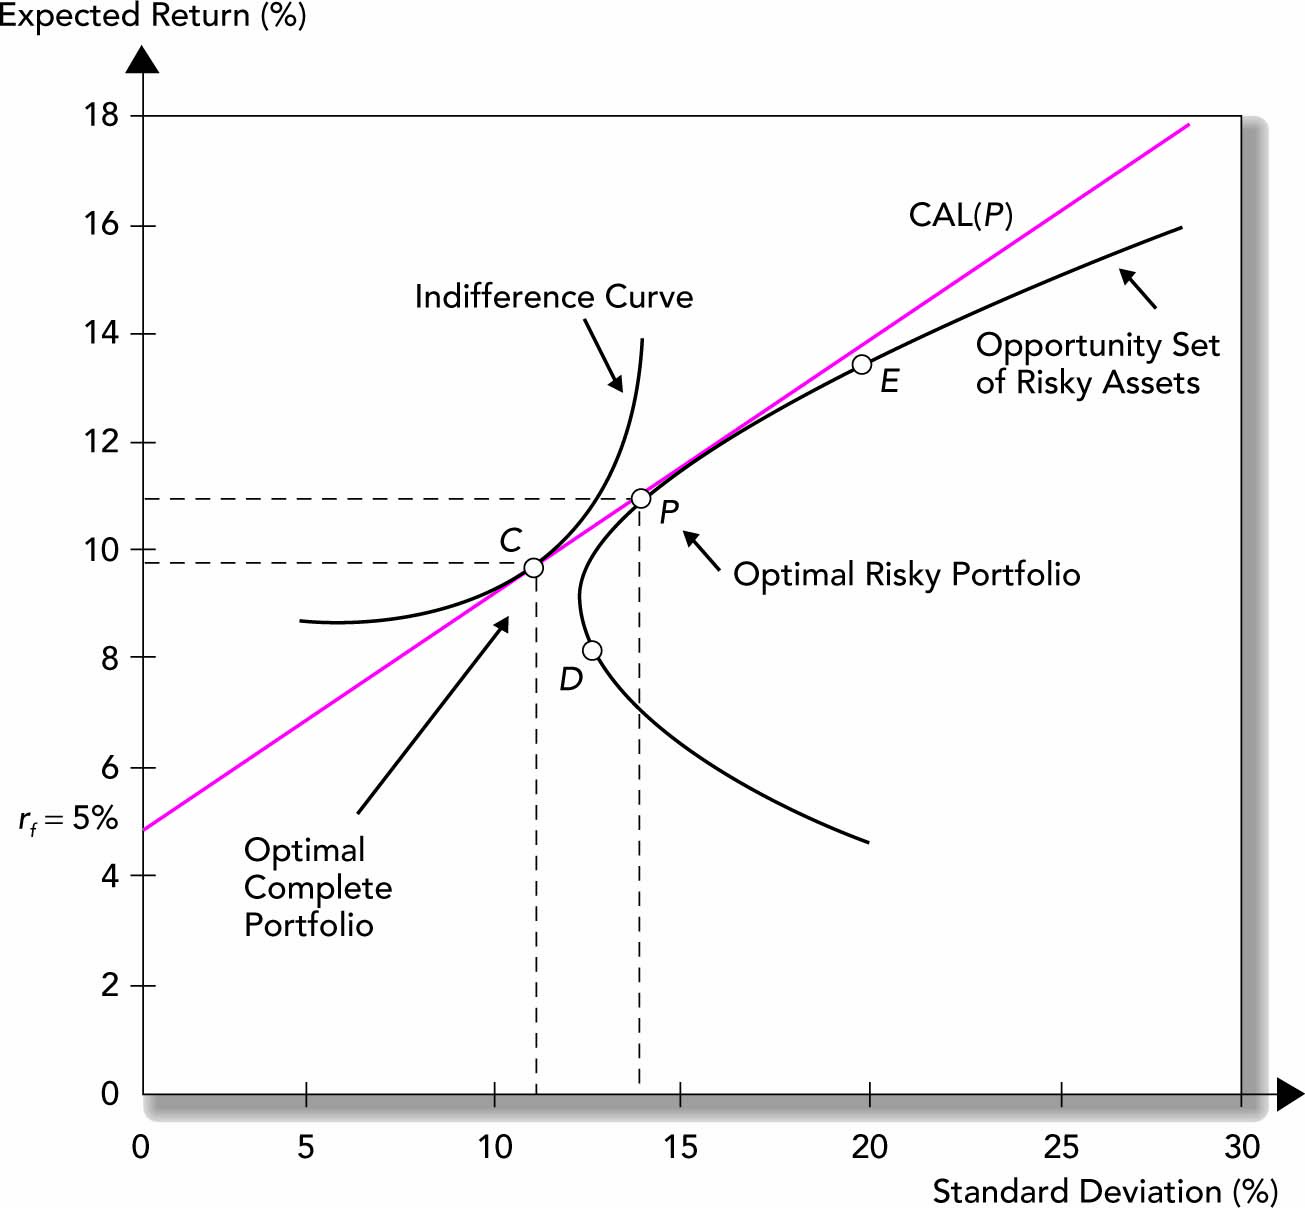 Expected Return (%)
18
16
CAL(P)
Indifference Curve
14
Opportunity Set
of Risky Assets
E
12
P
C
10
Optimal Risky Portfolio
8
D
6
rf = 5%
Optimal
Complete
Portfolio
4
2
0
0 5 10 15 20 25 30
Standard Deviation (%)